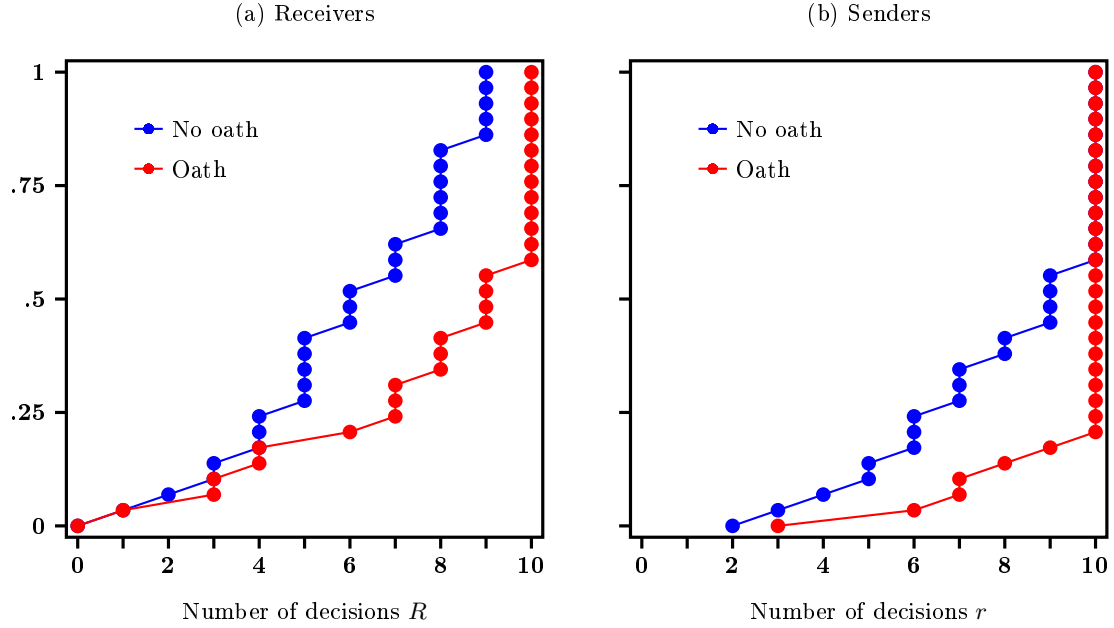 (a) Receivers
1
.75
.5
.25
0
No oath
Oath
0 2 4 6 8 10
Number of decisions R
(b) Senders
No oath
Oath
0 2 4 6 8 10
Number of decisions r